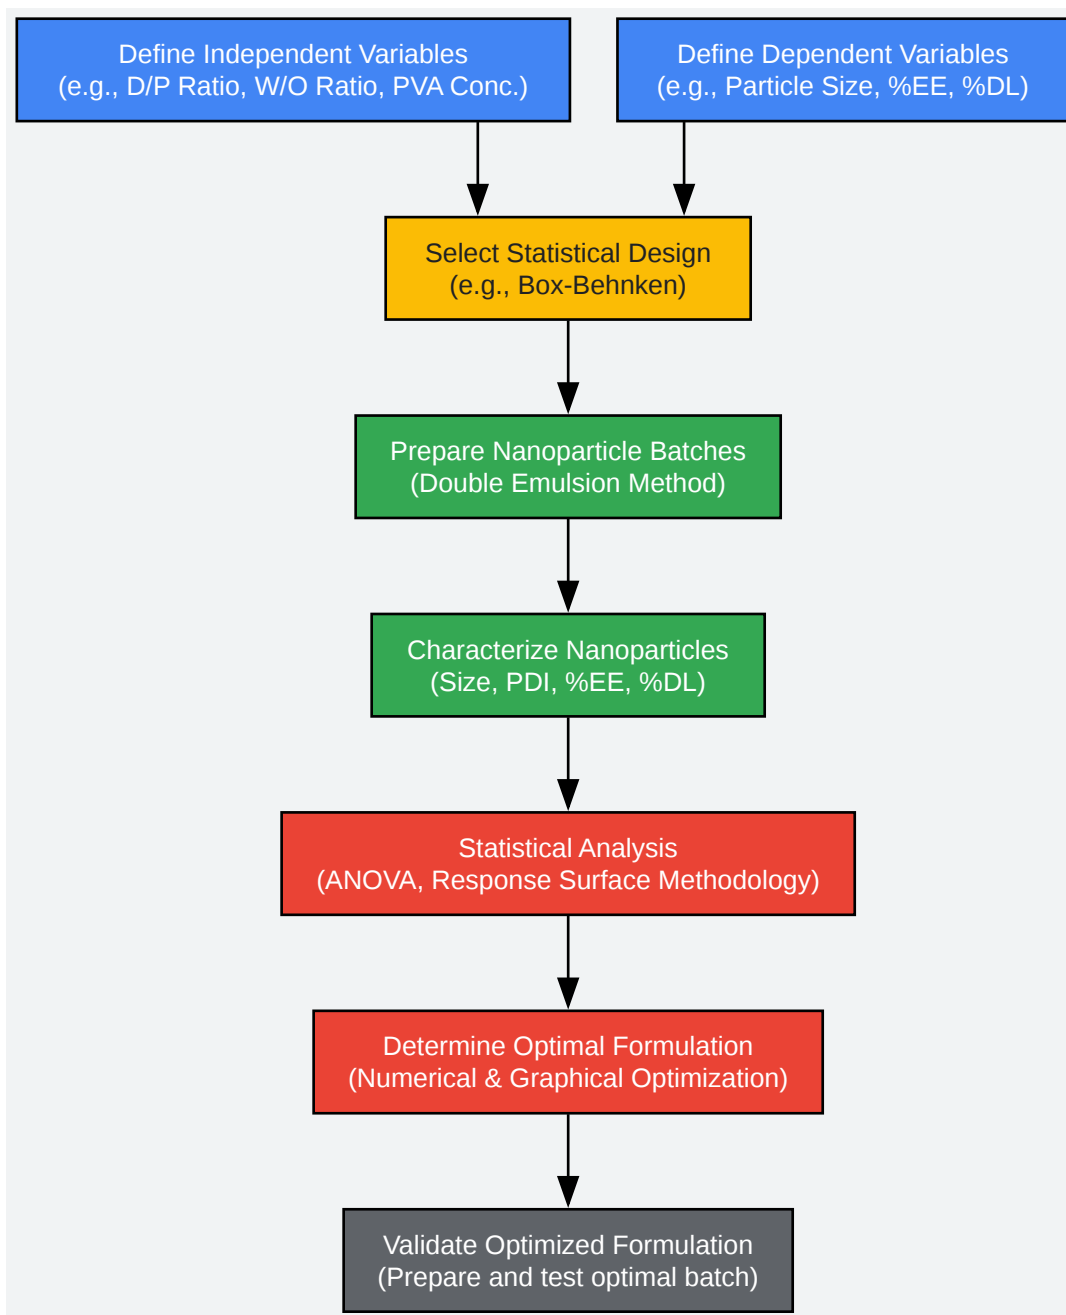 Define Independent Variables
(e.g., D/P Ratio, W/O Ratio, PVA Conc.)
Define Dependent Variables
(e.g., Particle Size, %EE, %DL)
Select Statistical Design
(e.g., Box-Behnken)
Prepare Nanoparticle Batches
(Double Emulsion Method)
Characterize Nanoparticles
(Size, PDI, %EE, %DL)
Statistical Analysis
(ANOVA, Response Surface Methodology)
Determine Optimal Formulation
(Numerical & Graphical Optimization)
Validate Optimized Formulation
(Prepare and test optimal batch)